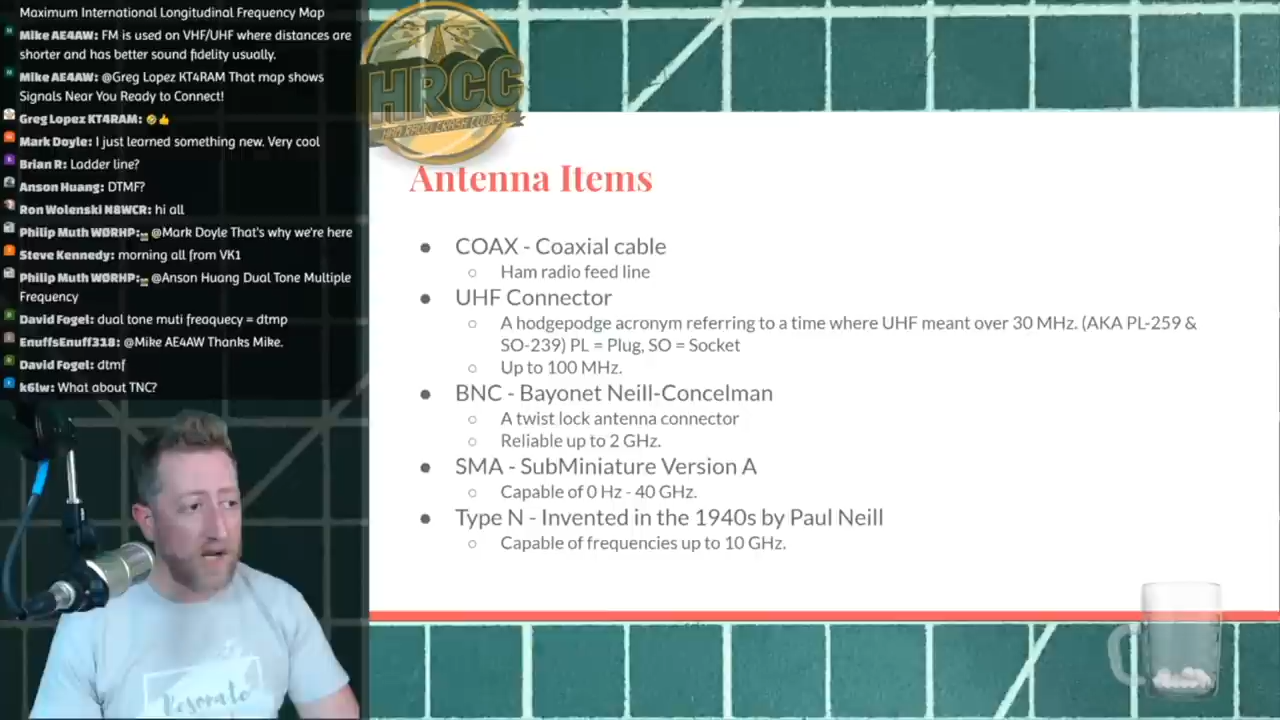 Maximum International Longitudinal Frequency Map
Mike AE4AW: FM is used on VHF/UHF where distances are
shorter and has better sound fidelity usually.
Mike AE4AW: @Greg Lopez KT4RAM That map shows
Signals Near You Ready to Connect!
Greg Lopez KT4RAM: 🤣👍
Mark Doyle: I just learned something new. Very cool
Brian R: Ladder line?
Anson Huang: DTMF?
Ron Wolenski N8WCR: hi all
Philip Muth WØRHP: @Mark Doyle That's why we're here
Steve Kennedy: morning all from VK1
Philip Muth WØRHP: @Anson Huang Dual Tone Multiple
Frequency
David Fogel: dual tone muti freaquecy = dtmp
EnuffsEnuff318: @Mike AE4AW Thanks Mike.
David Fogel: dtmf
k6lw: What about TNC?
HRCC
HAM RADIO CRASH COURSE
Antenna Items
● COAX - Coaxial cable
○ Ham radio feed line
● UHF Connector
○ A hodgepodge acronym referring to a time where UHF meant over 30 MHz. (AKA PL-259 &
SO-239) PL = Plug, SO = Socket
○ Up to 100 MHz.
● BNC - Bayonet Neill-Concelman
○ A twist lock antenna connector
○ Reliable up to 2 GHz.
● SMA - SubMiniature Version A
○ Capable of 0 Hz - 40 GHz.
● Type N - Invented in the 1940s by Paul Neill
○ Capable of frequencies up to 10 GHz.
Resonate